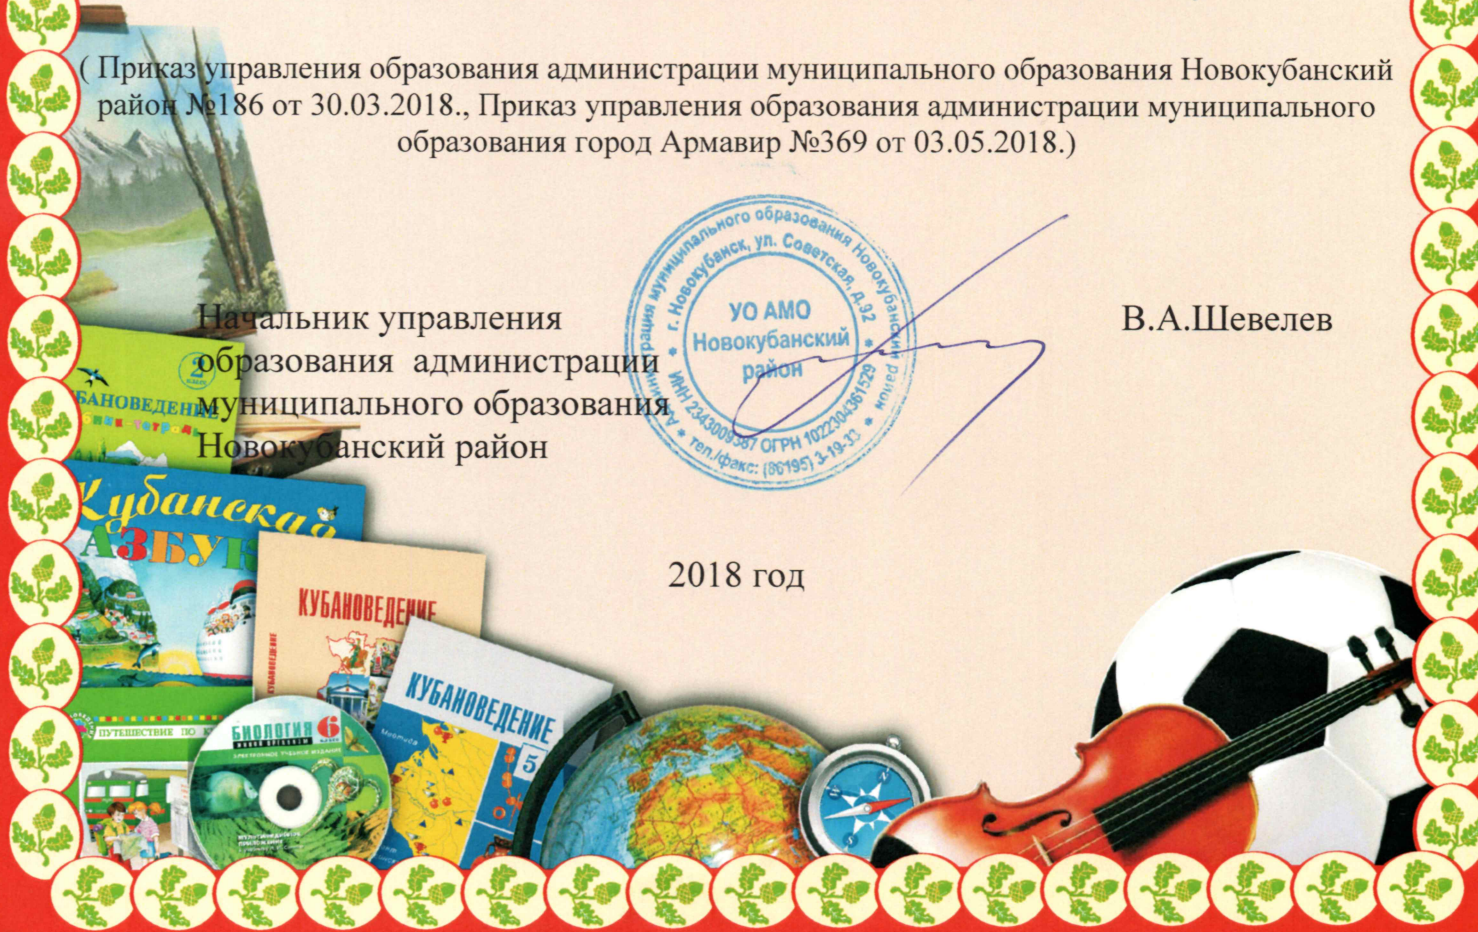 ( Приказ управления образования администрации муниципального образования Новокубанский
район №186 от 30.03.2018., Приказ управления образования администрации муниципального
образования город Армавир №369 от 03.05.2018.)
Начальник управления
образования администрации
муниципального образования
Новокубанский район
В.А.Шевелев
муниципального образования Новокубанский район
г. Новокубанск, ул. Советская, д.92
ИНН 2343009387 ОГРН 1022304361529
тел./факс: (86195) 3-19-33
УО АМО
Новокубанский
район
2018 год
2
Кубанская
АЗБУК
ПУТЕШЕСТВИЕ ПО
КУБАНОВЕДЕНИЕ
КУБАНОВЕДЕНИЕ
КУБАНОВЕДЕНИЕ
5
БИОЛОГИЯ
6